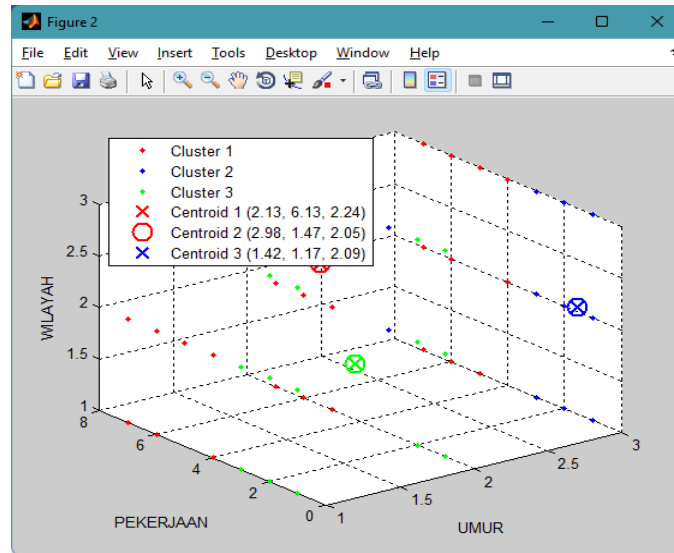 Figure 2
File Edit View Insert Tools Desktop Window Help
Cluster 1
Cluster 2
Cluster 3
Centroid 1 (2.13, 6.13, 2.24)
Centroid 2 (2.98, 1.47, 2.05)
Centroid 3 (1.42, 1.17, 2.09)
3
2.5
2
1.5
1
WILAYAH
8
6
4
2
0
PEKERJAAN
1
1.5
2
2.5
3
UMUR